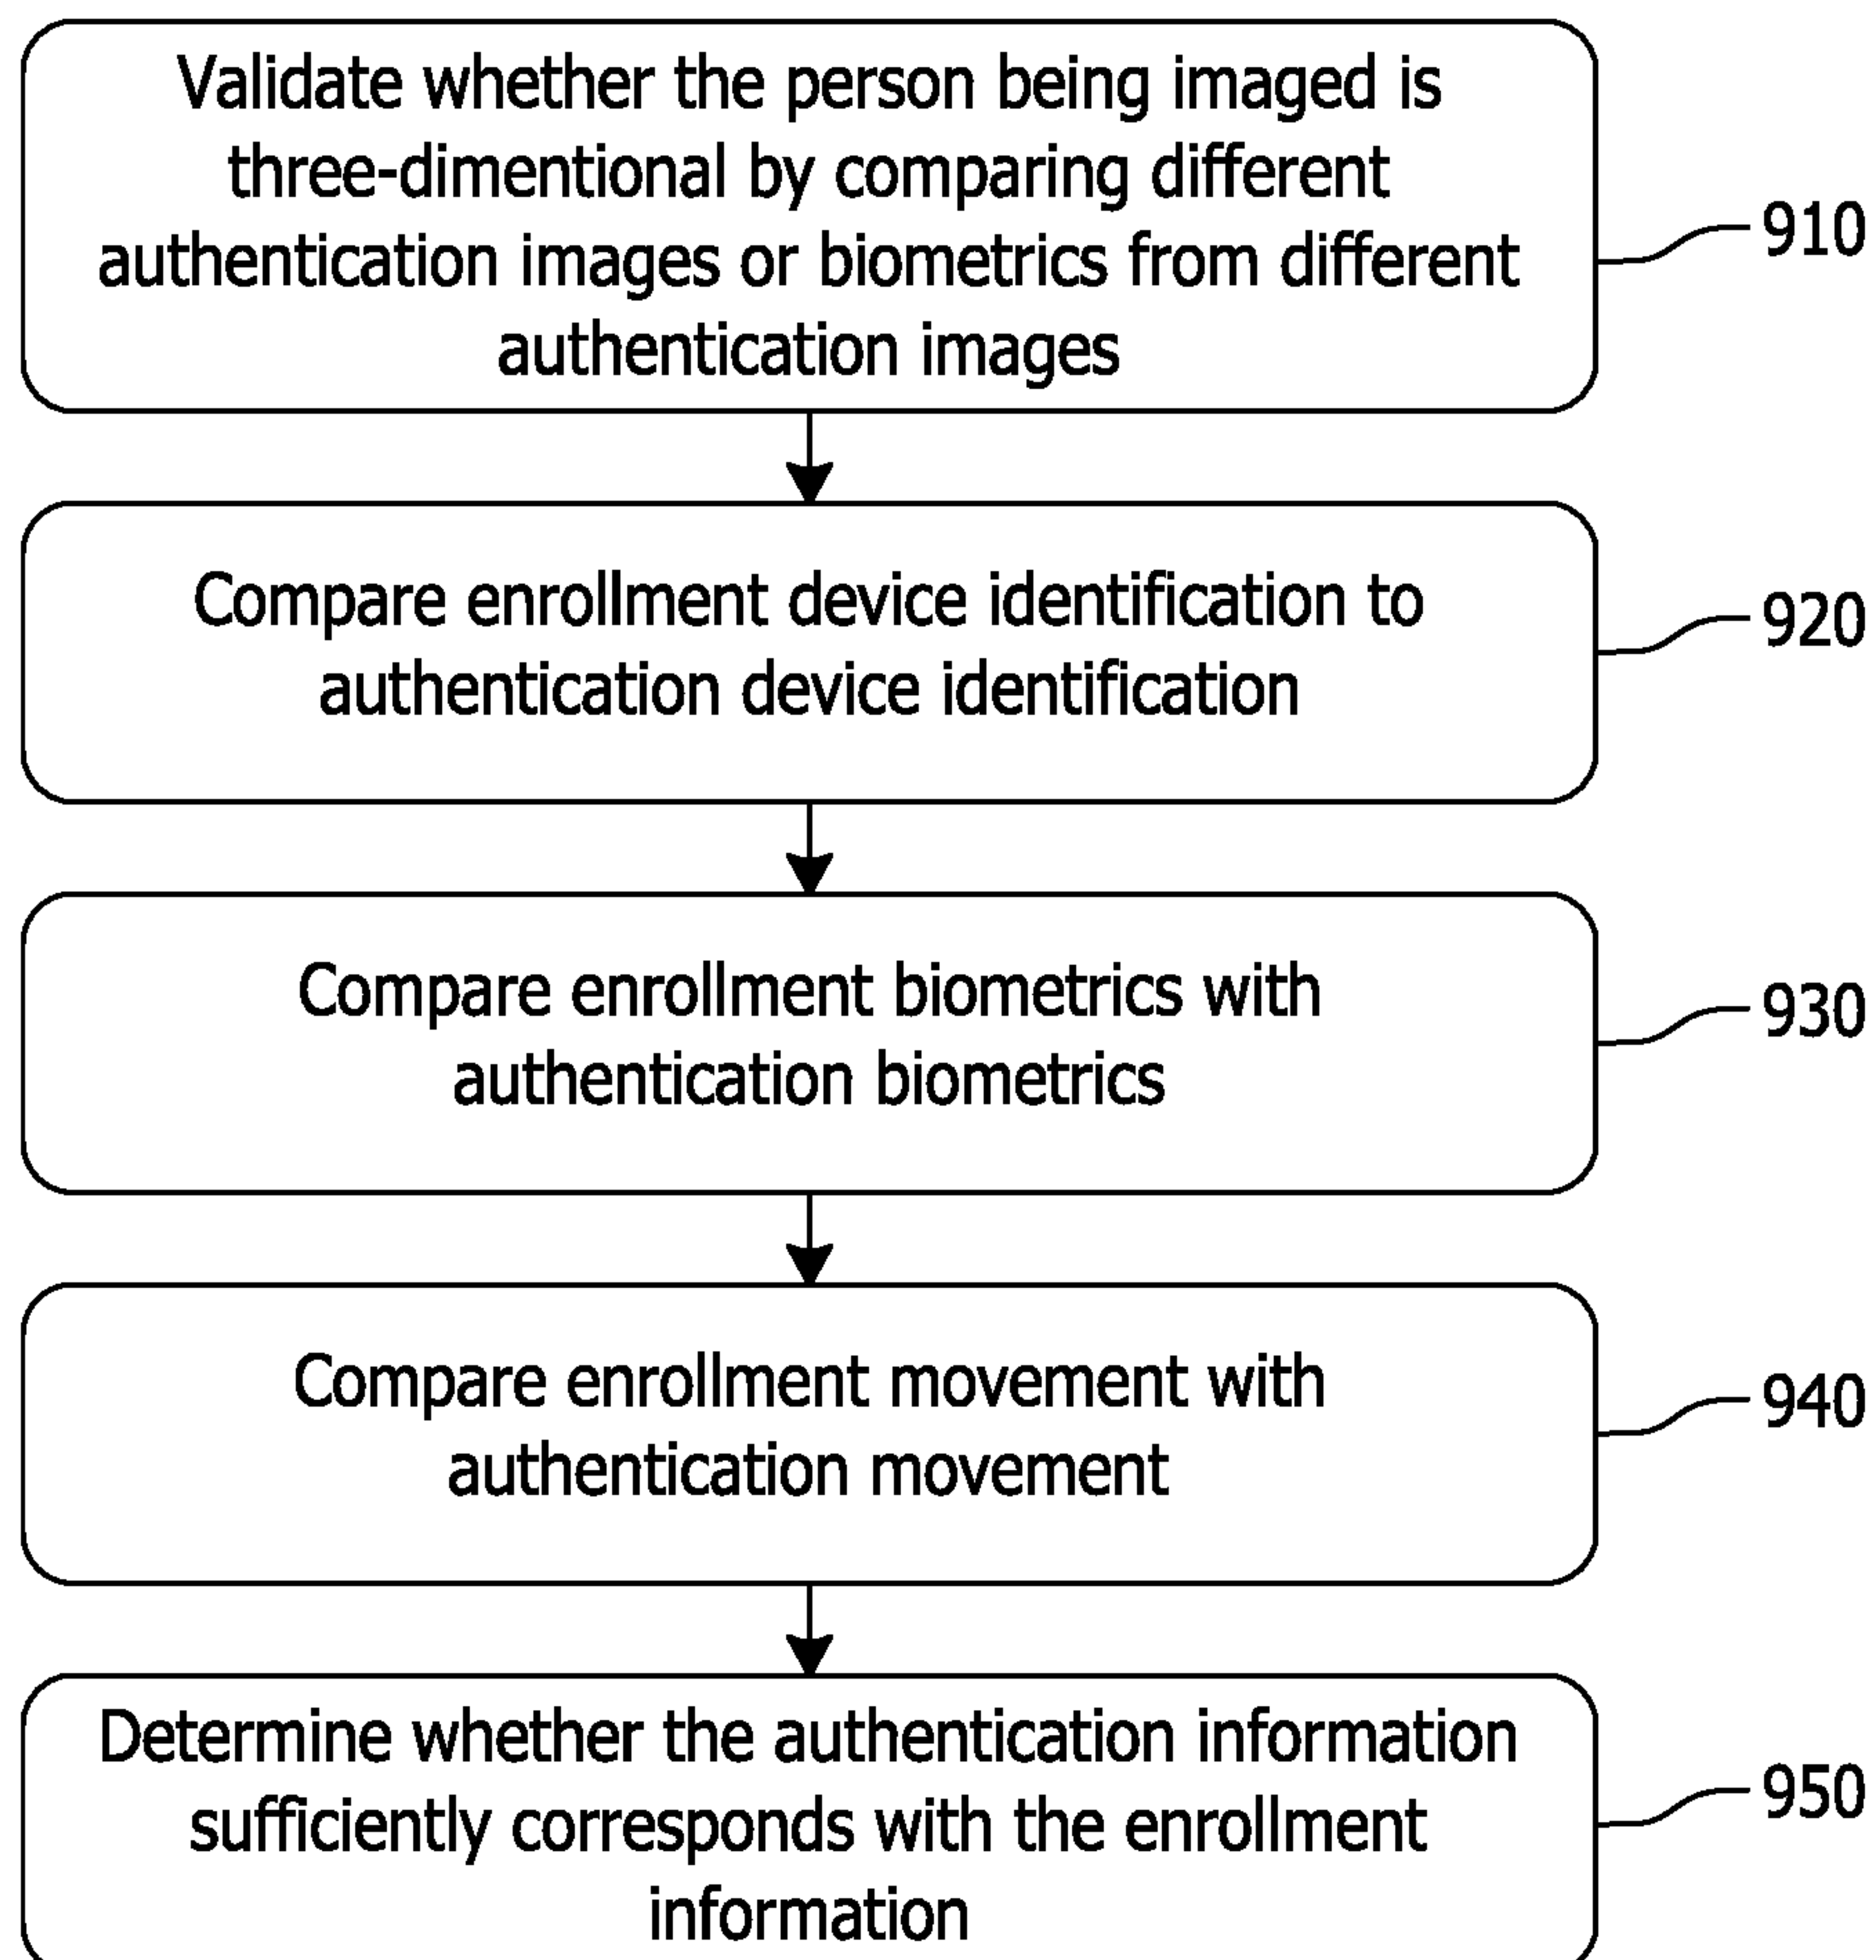 Validate whether the person being imaged is
three-dimentional by comparing different
authentication images or biometrics from different
authentication images
910
Compare enrollment device identification to
authentication device identification
920
Compare enrollment biometrics with
authentication biometrics
930
Compare enrollment movement with
authentication movement
940
Determine whether the authentication information
sufficiently corresponds with the enrollment
information
950